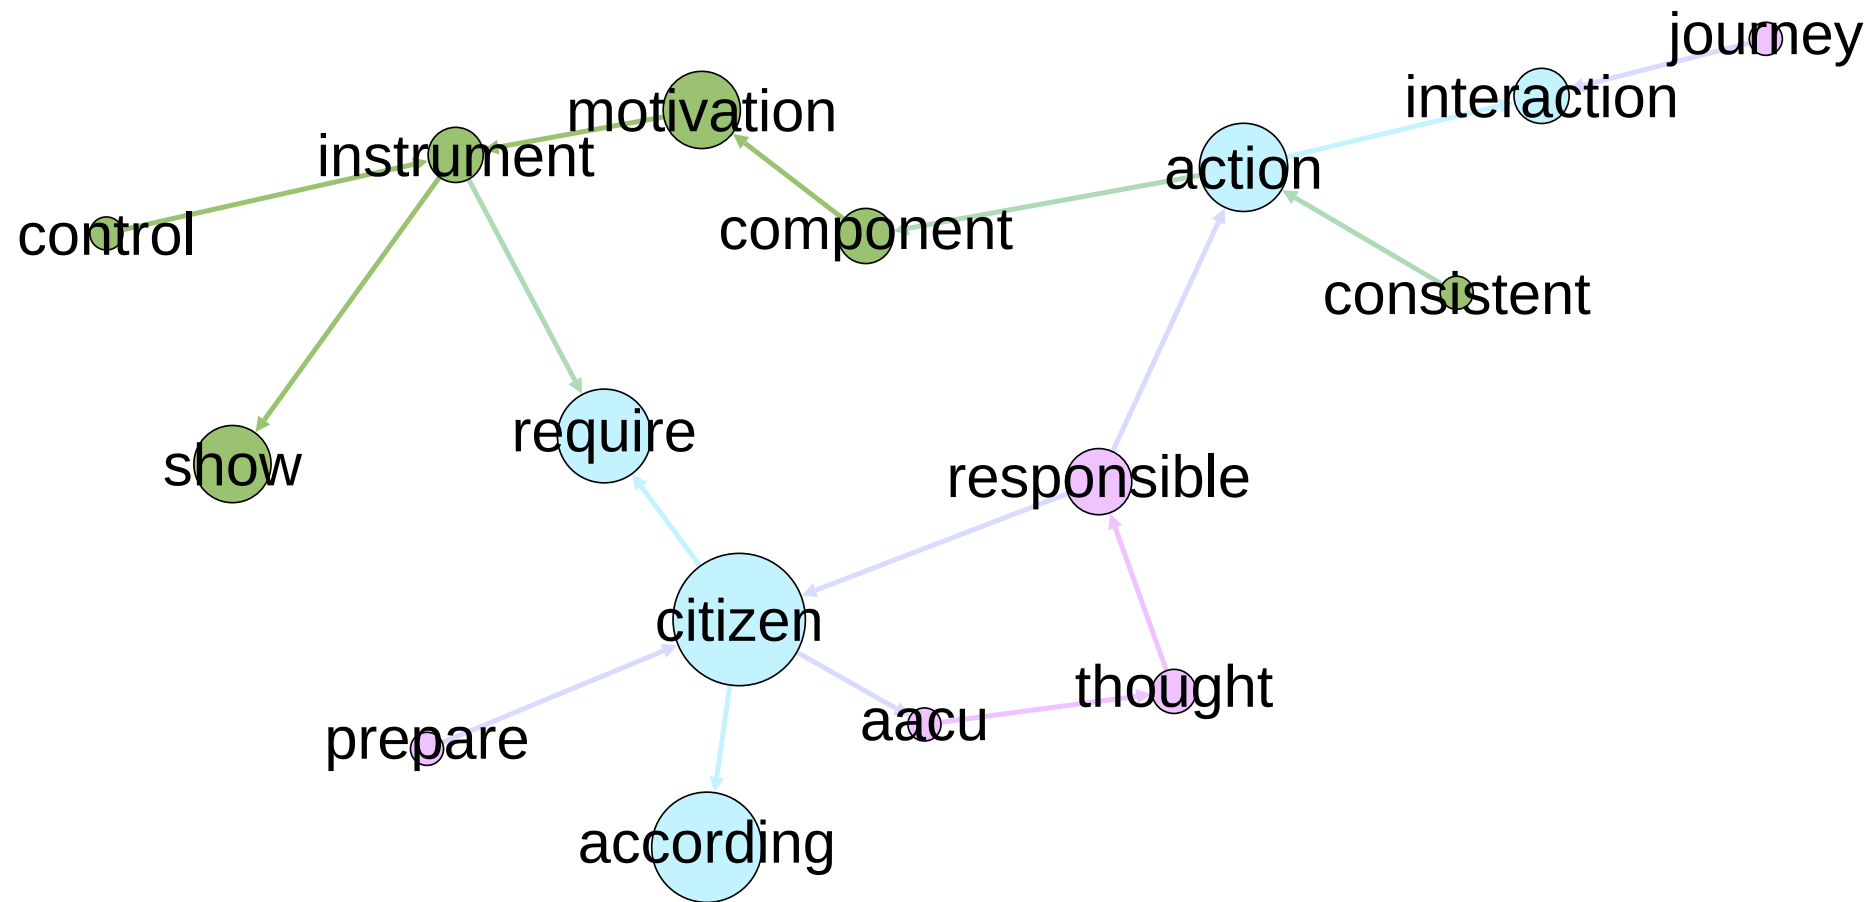 journey
interaction
motivation
instrument
action
control
component
consistent
require
show
responsible
citizen
thought
aacu
prepare
according